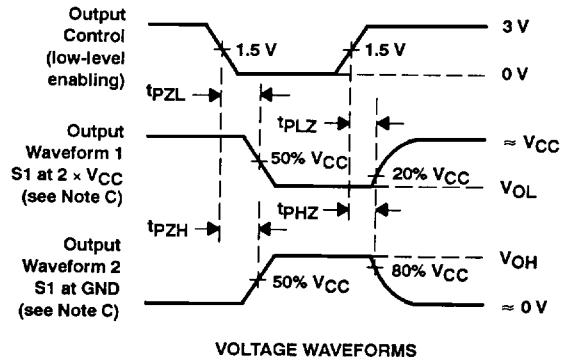 Output
Control
(low-level
enabling)
1.5 V
1.5 V
3 V
0 V
tPZL
tPLZ
Output
Waveform 1
S1 at 2 × VCC
(see Note C)
50% VCC
20% VCC
≈ VCC
VOL
tPZH
tPHZ
Output
Waveform 2
S1 at GND
(see Note C)
50% VCC
80% VCC
VOH
≈ 0 V
VOLTAGE WAVEFORMS